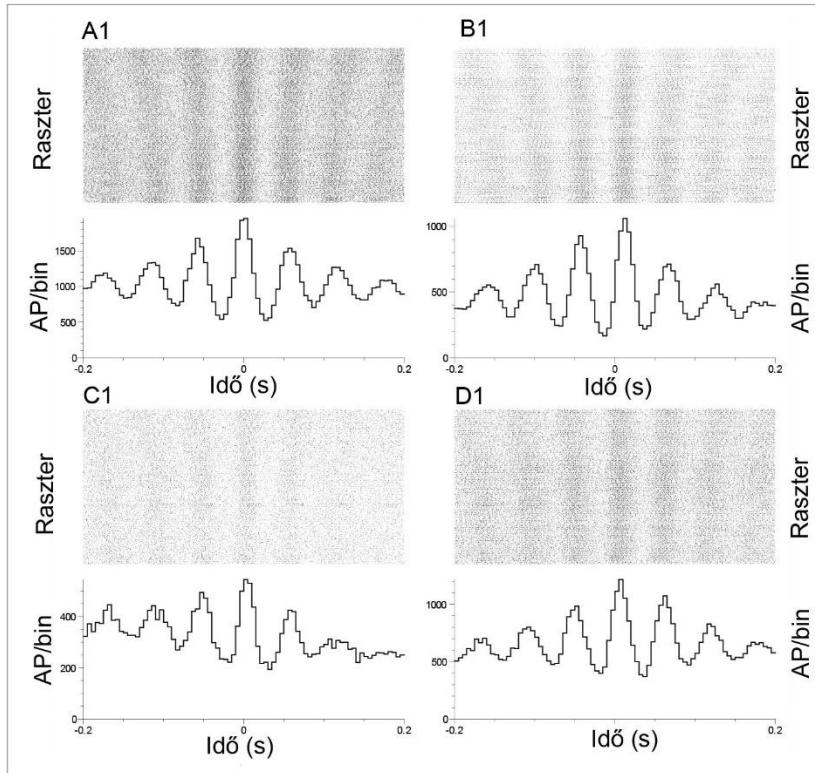 A1
Raszter
AP/bin
1500
1000
500
0
-0.2
0
0.2
Idő (s)
B1
Raszter
AP/bin
1000
500
0
-0.2
0
0.2
Idő (s)
C1
Raszter
AP/bin
400
200
0
-0.2
0
0.2
Idő (s)
D1
Raszter
AP/bin
1000
500
0
-0.2
0
0.2
Idő (s)